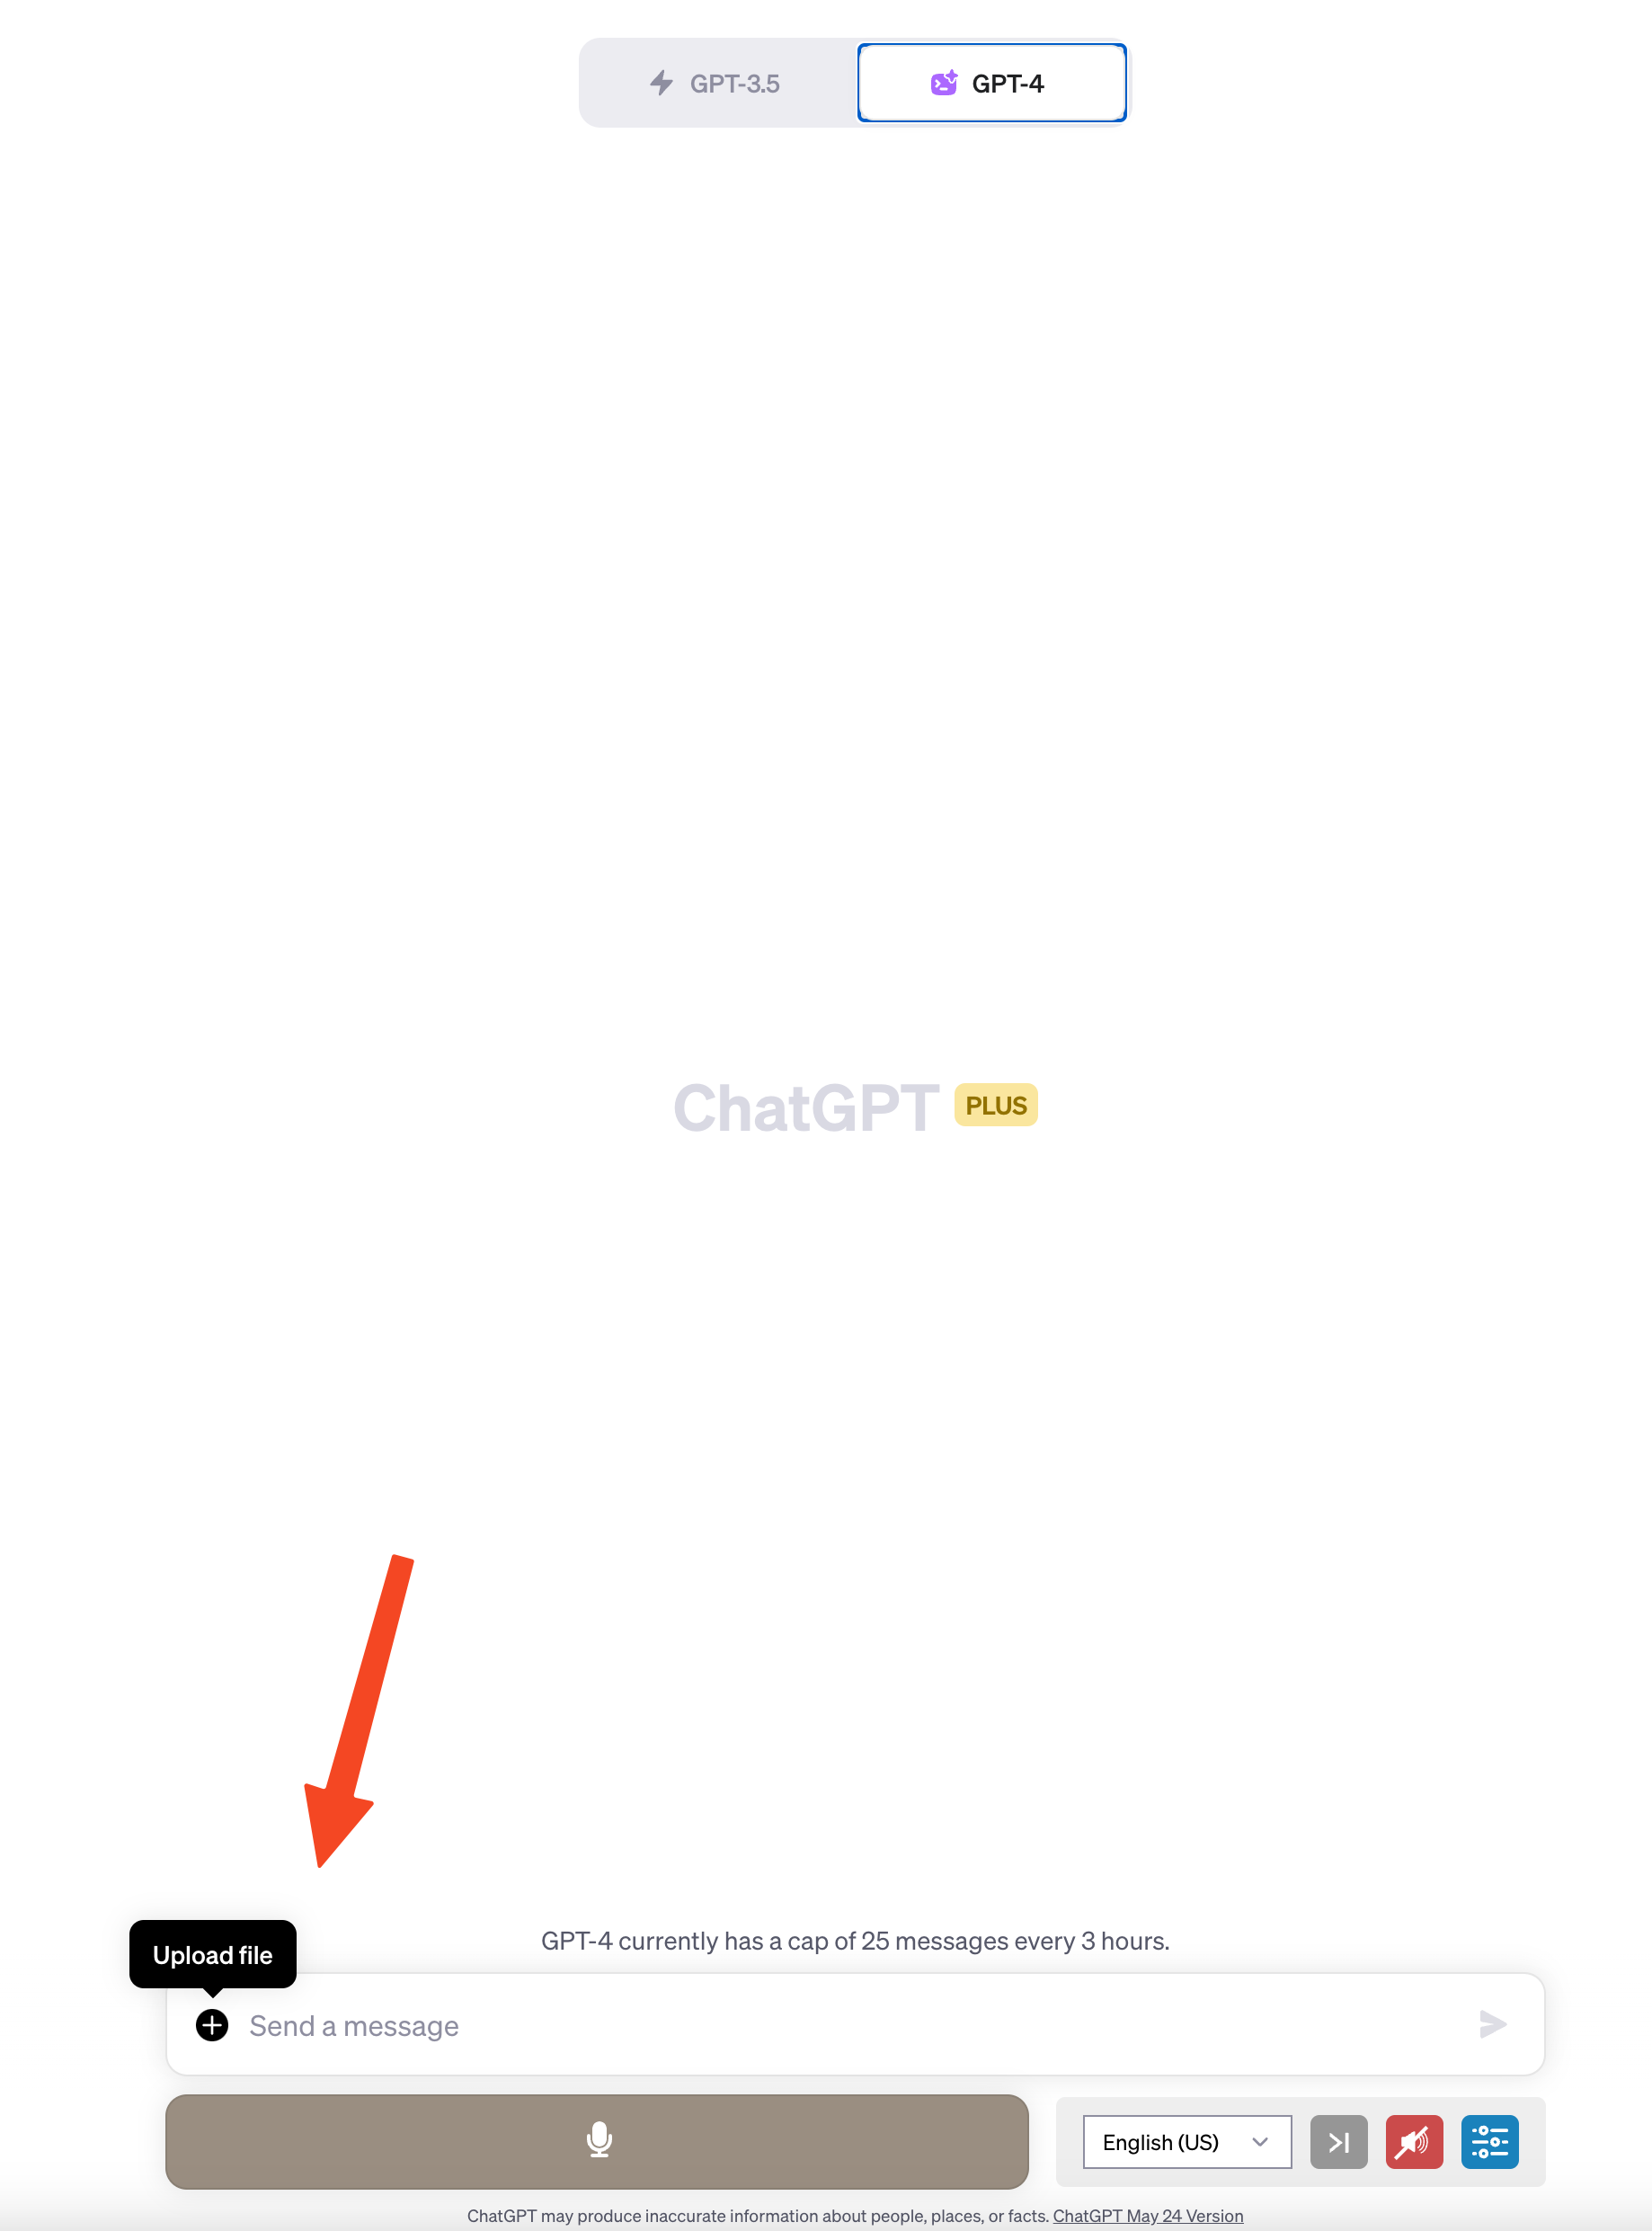 GPT-3.5
GPT-4
ChatGPT PLUS
GPT-4 currently has a cap of 25 messages every 3 hours.
Upload file
Send a message
English (US)
ChatGPT may produce inaccurate information about people, places, or facts. ChatGPT May 24 Version